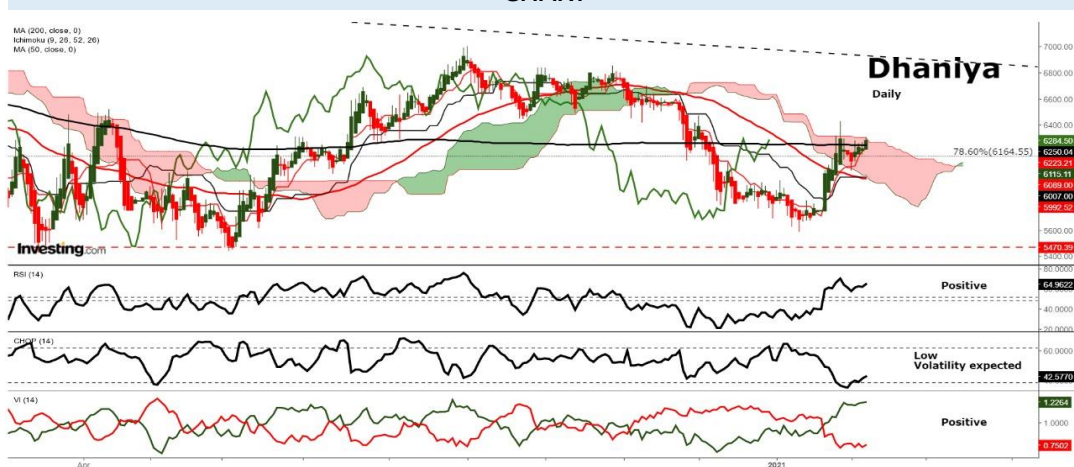 MA (200, close, 0)
Ichimoku (9, 26, 52, 26)
MA (50, close, 0)
Dhaniya
Daily
7000.00
6800.00
6600.00
6400.00
6284.50
6250.04
78.60%(6164.55)
6223.21
6115.11
6089.00
6007.00
5992.52
5600.00
5470.39
5400.00
Investing.com
RSI (14)
Positive
80.0000
64.9622
40.0000
20.0000
CHOP (14)
Low
Volatility expected
60.0000
42.5770
VI (14)
Positive
1.2264
1.0000
0.7502
Apr
2021